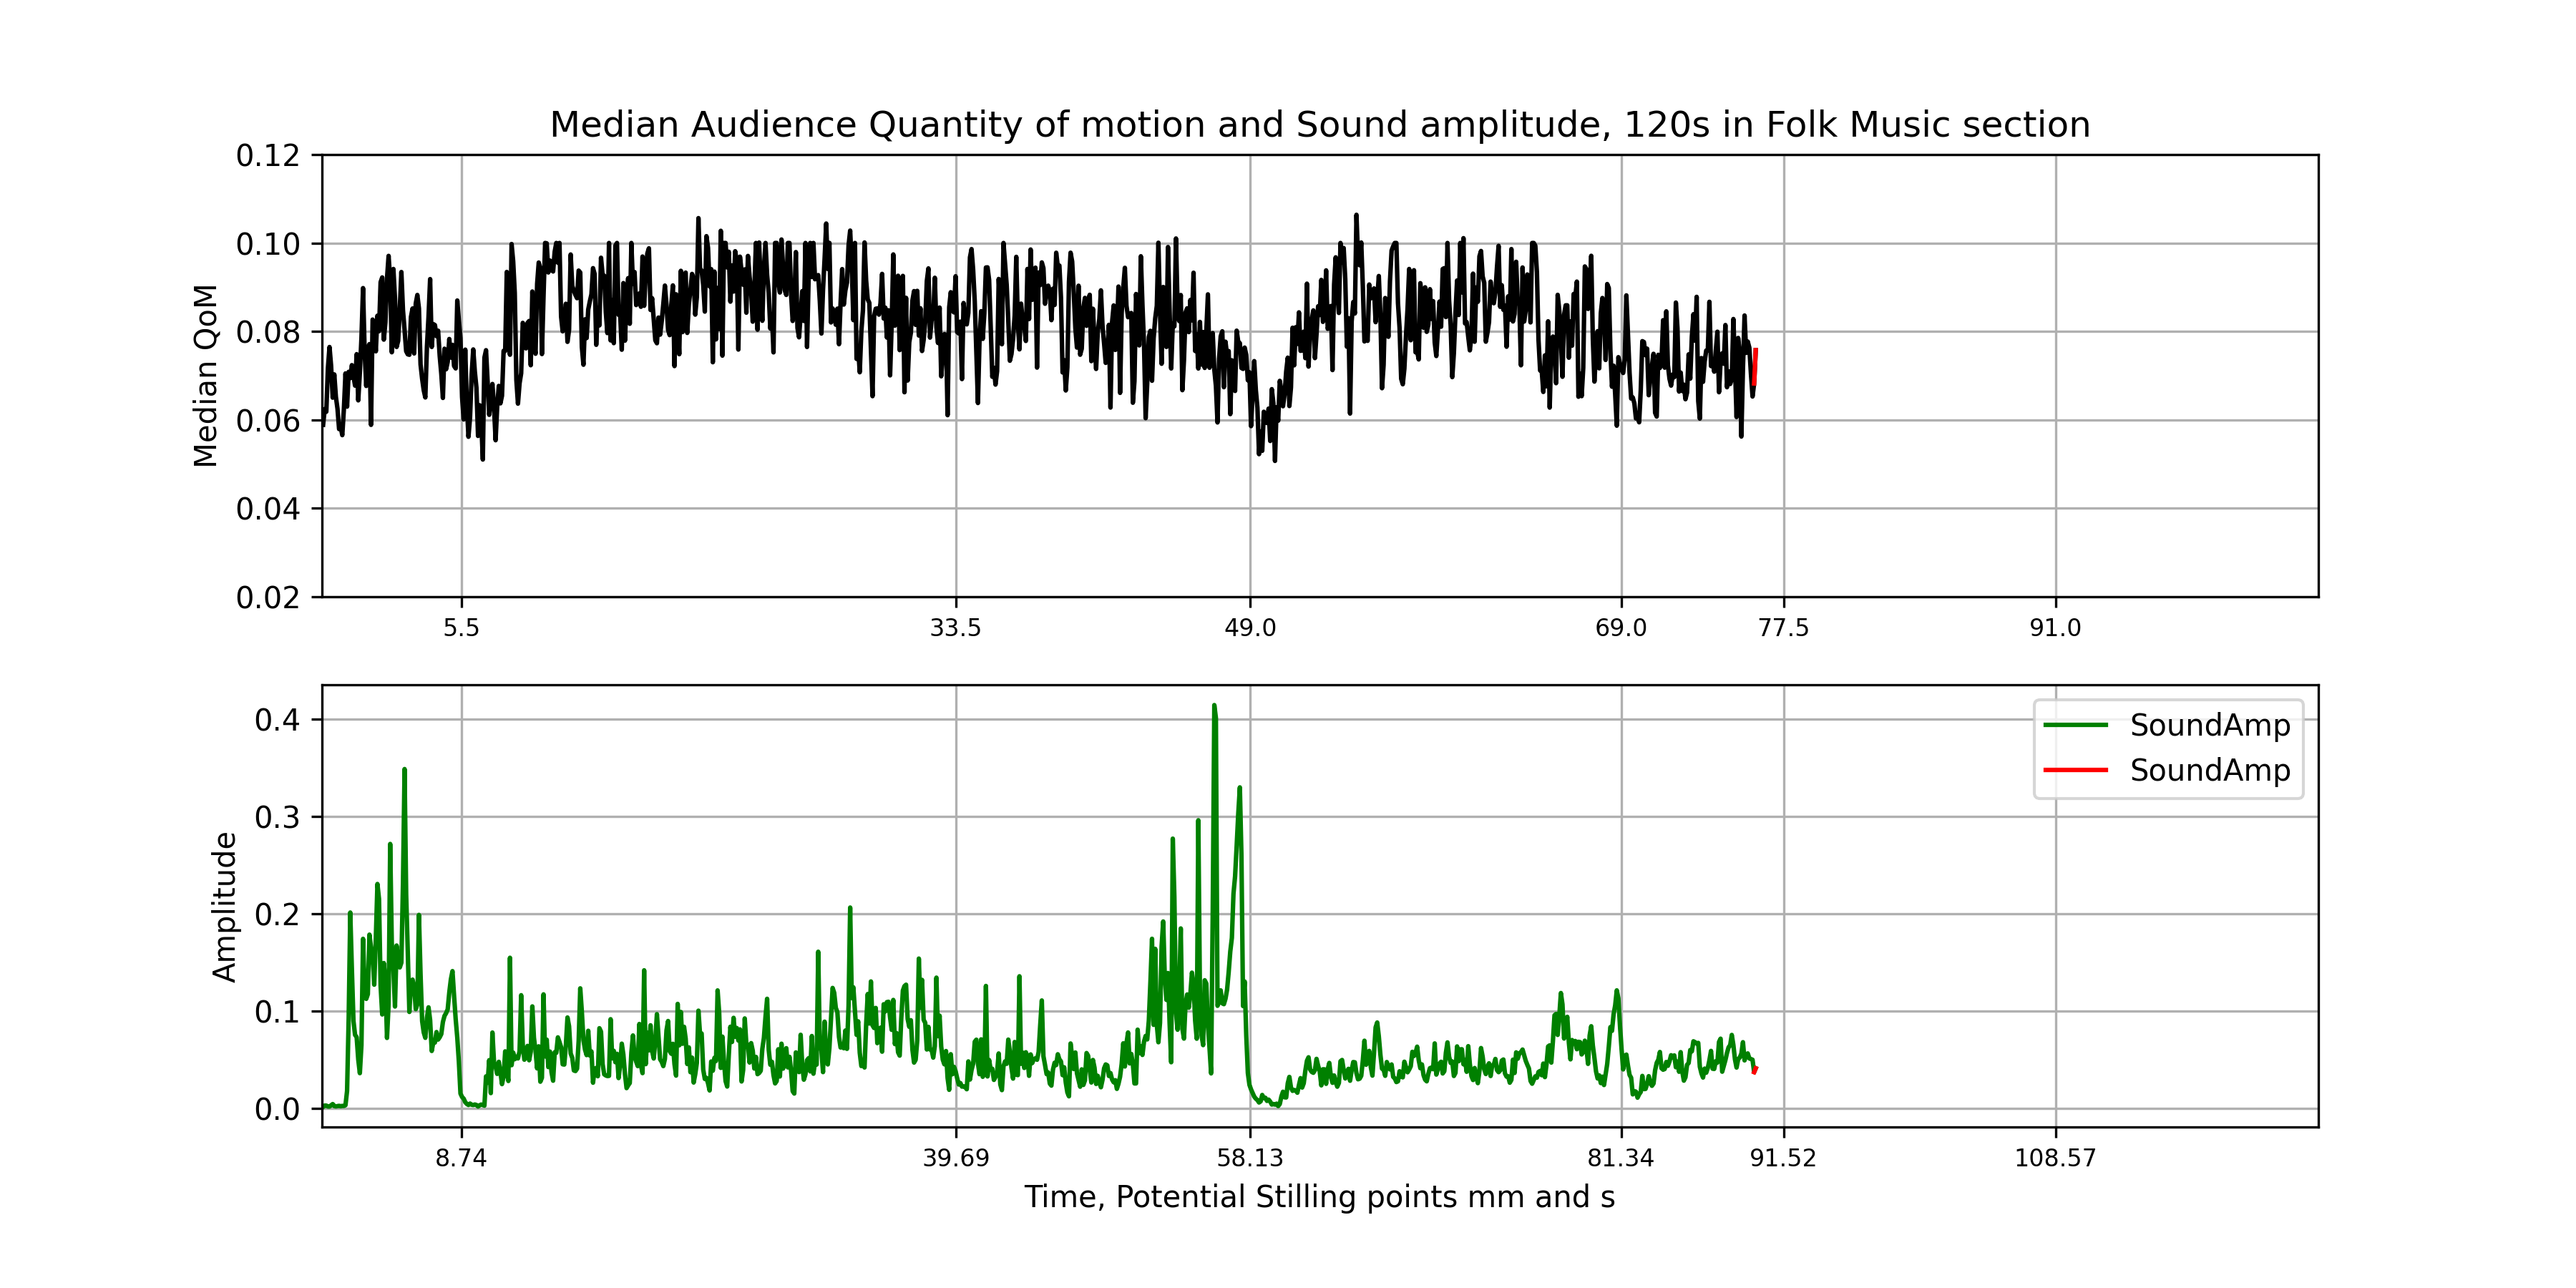 Median Audience Quantity of motion and Sound amplitude, 120s in Folk Music section
0.12
0.10
0.08
0.06
0.04
0.02
Median QoM
5.5 33.5 49.0 69.0 77.5 91.0
0.4
0.3
0.2
0.1
0.0
Amplitude
SoundAmp
SoundAmp
8.74 39.69 58.13 81.34 91.52 108.57
Time, Potential Stilling points mm and s